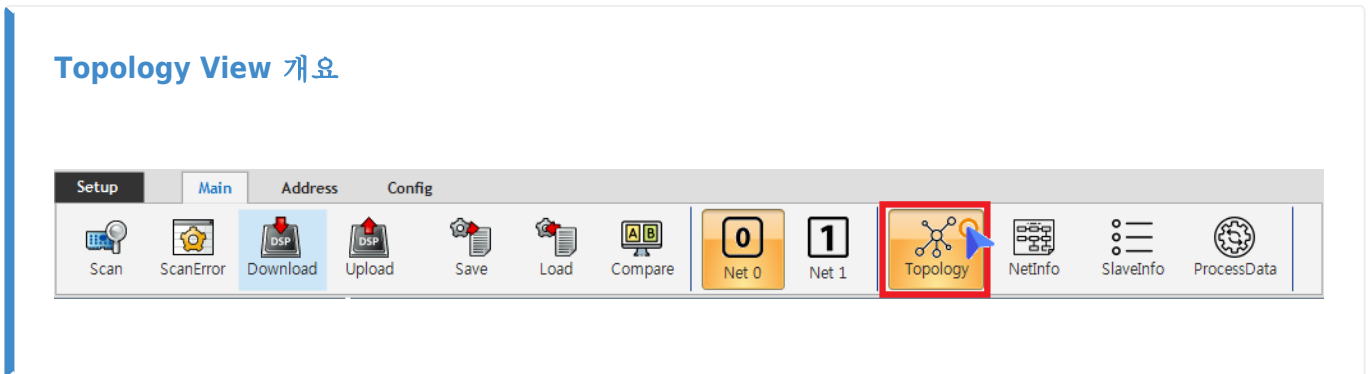 Topology View 개요
Setup Main Address Config
DSP DSP A B 0 1
Scan ScanError Download Upload Save Load Compare Net 0 Net 1 Topology NetInfo SlaveInfo ProcessData